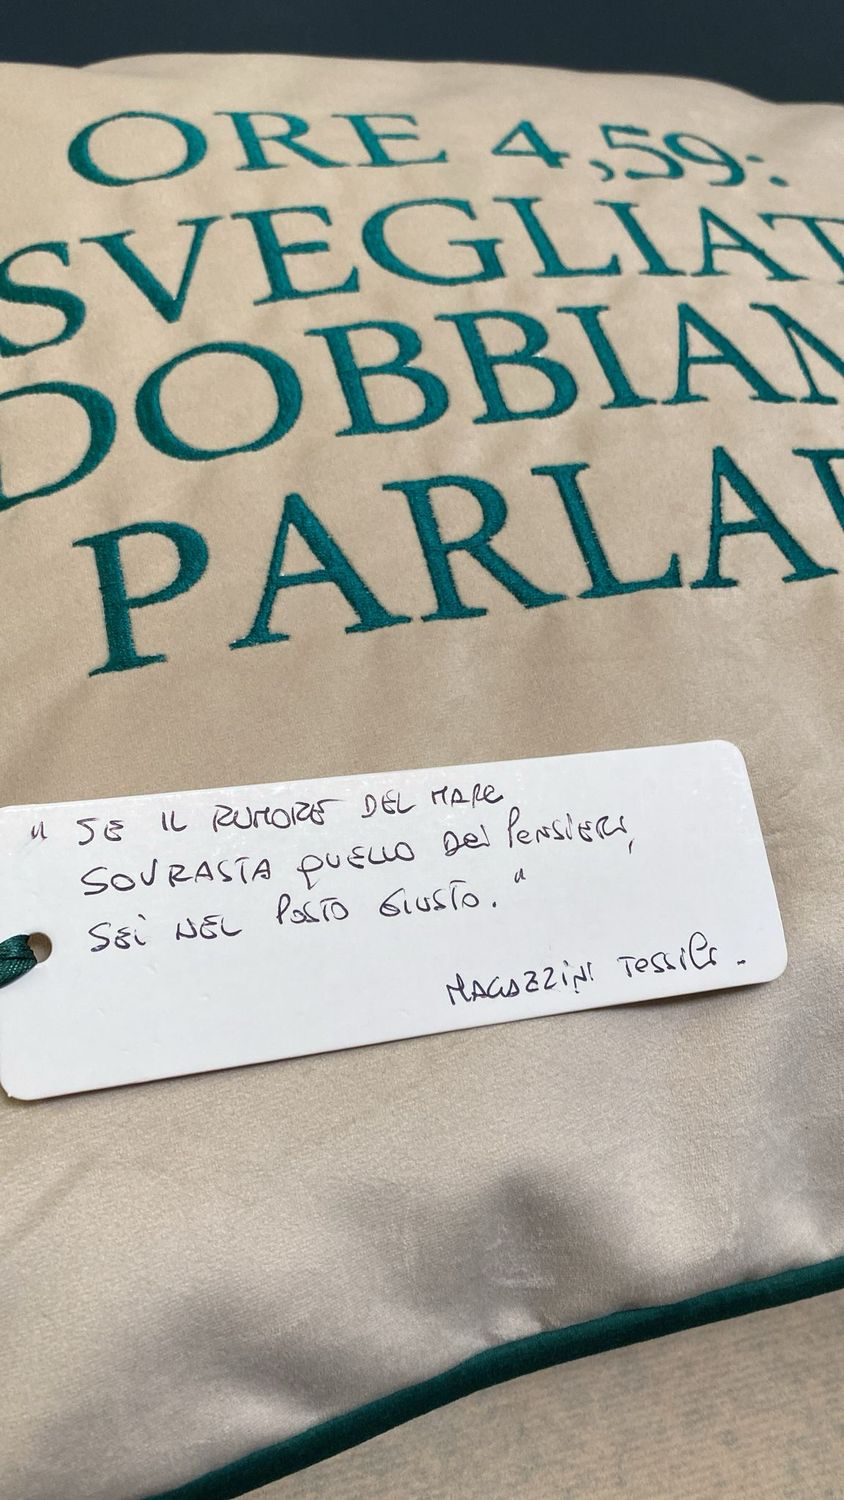 ORE 4,59:
SVEGLIAT
DOBBIAM
PARLAR
" SE IL RUMORE DEL MARE
SOVRASTA QUELLO DEI PENSIERI,
SEI NEL POSTO GIUSTO. "
MAGAZZINI TESSILI -